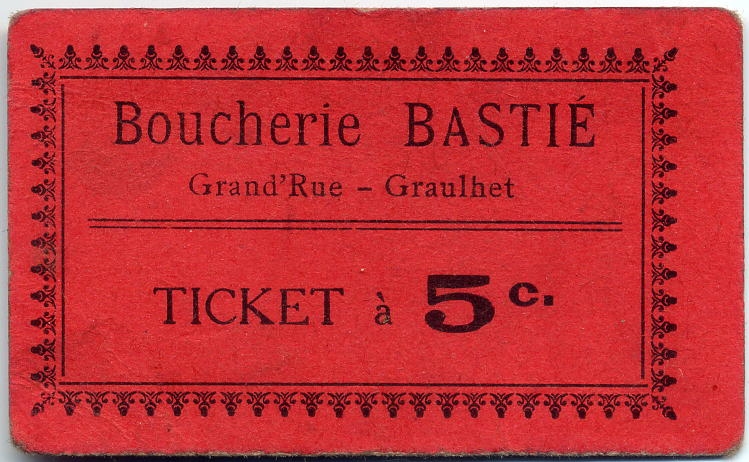 Boucherie BASTIÉ
Grand'Rue – Graulhet
TICKET à 5 c.